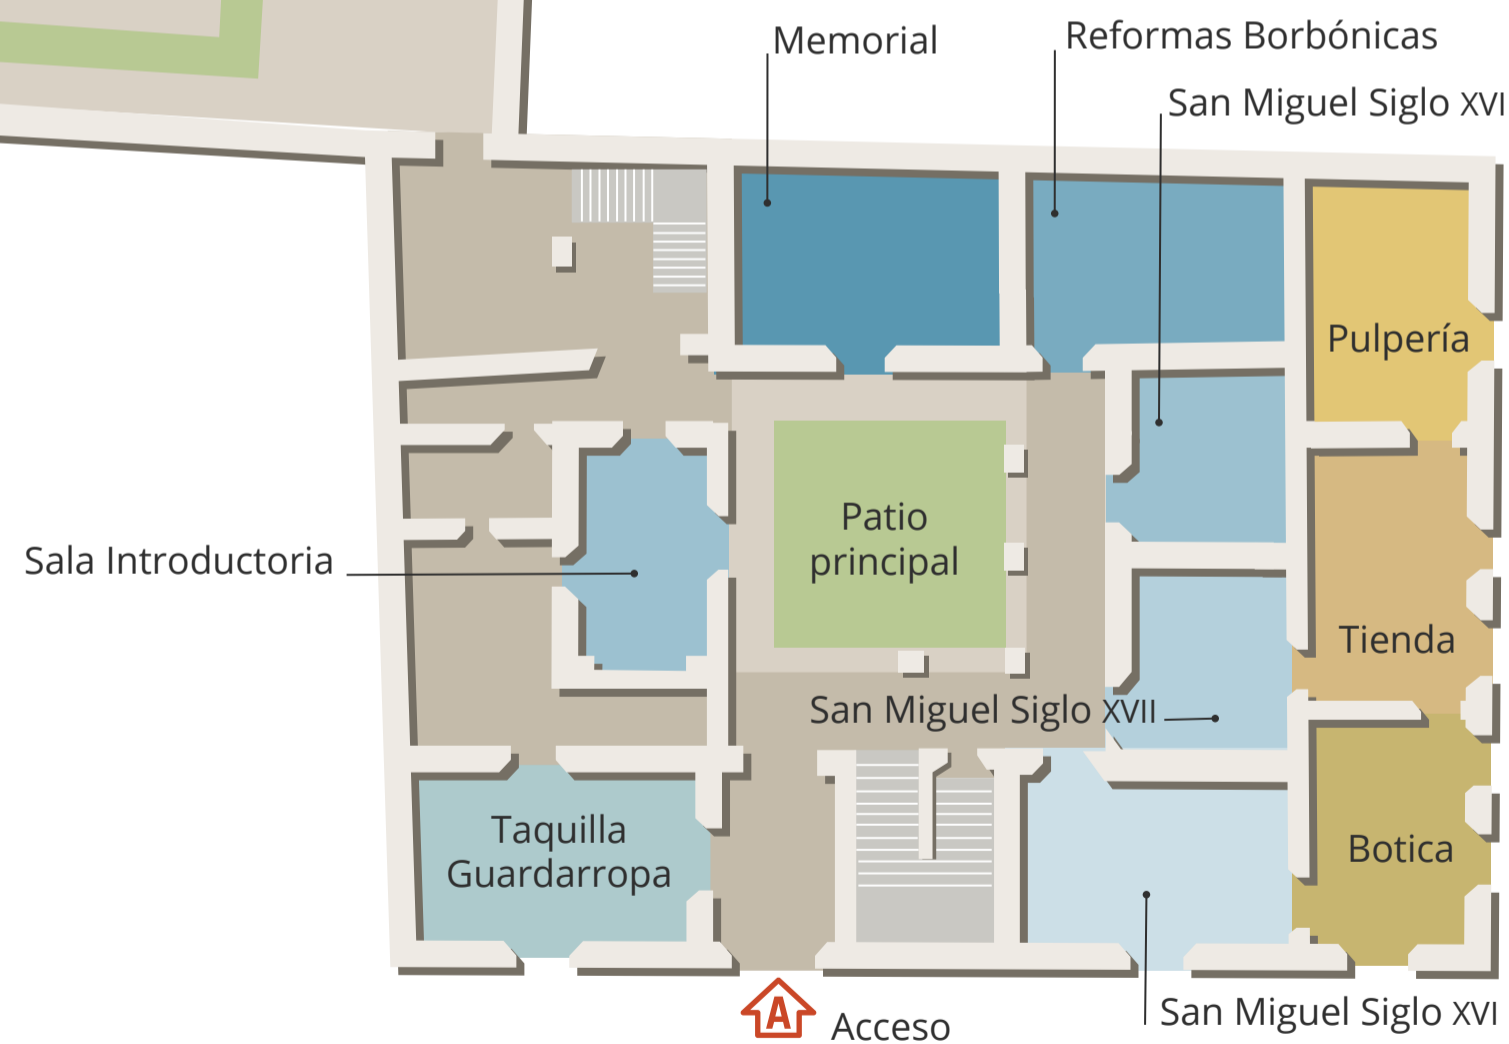 Memorial
Reformas Borbónicas
San Miguel Siglo XVI
Pulpería
Patio
principal
Sala Introductoria
Tienda
San Miguel Siglo XVII
Taquilla
Guardarropa
Botica
A
Acceso
San Miguel Siglo XVI